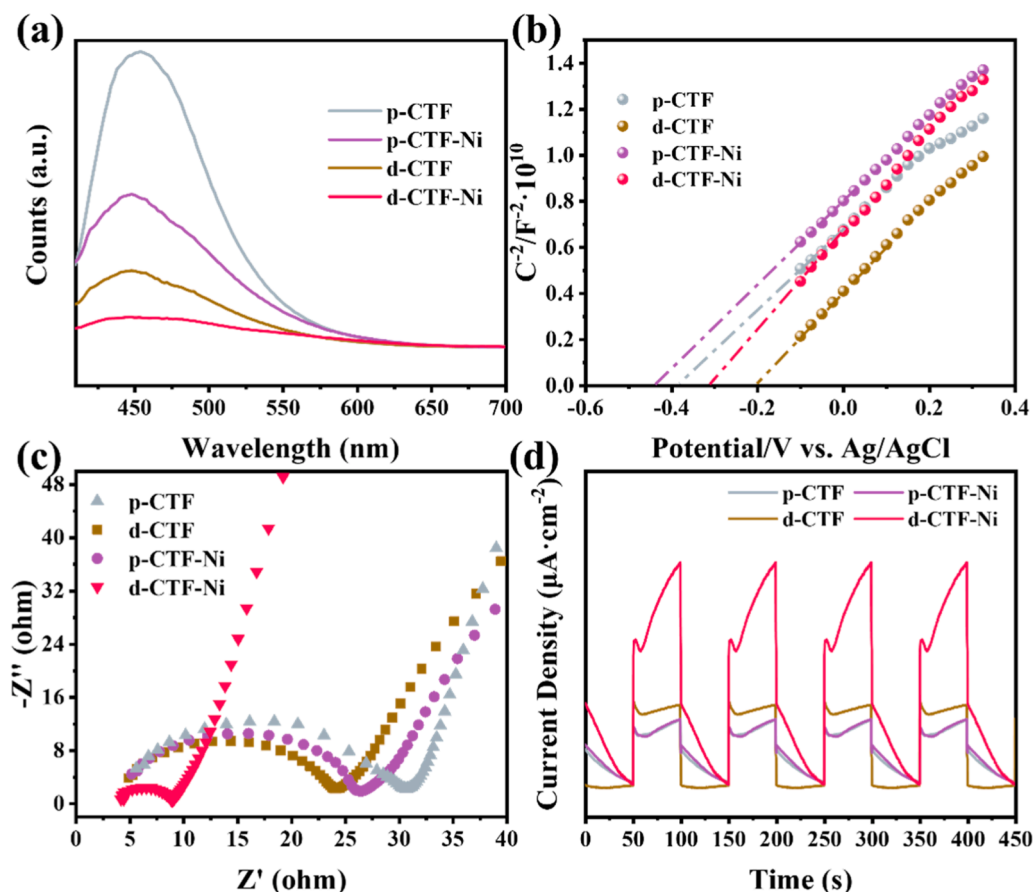 (a)
Counts (a.u.)
p-CTF
p-CTF-Ni
d-CTF
d-CTF-Ni
450 500 550 600 650 700
Wavelength (nm)
(b)
C⁻²/F⁻²·10¹⁰
1.4
1.2
1.0
0.8
0.6
0.4
0.2
0.0
p-CTF
d-CTF
p-CTF-Ni
d-CTF-Ni
-0.6 -0.4 -0.2 0.0 0.2 0.4
Potential/V vs. Ag/AgCl
(c)
-Z'' (ohm)
48
40
32
24
16
8
0
p-CTF
d-CTF
p-CTF-Ni
d-CTF-Ni
0 5 10 15 20 25 30 35 40
Z' (ohm)
(d)
Current Density (μA·cm⁻²)
p-CTF p-CTF-Ni
d-CTF d-CTF-Ni
0 50 100 150 200 250 300 350 400 450
Time (s)